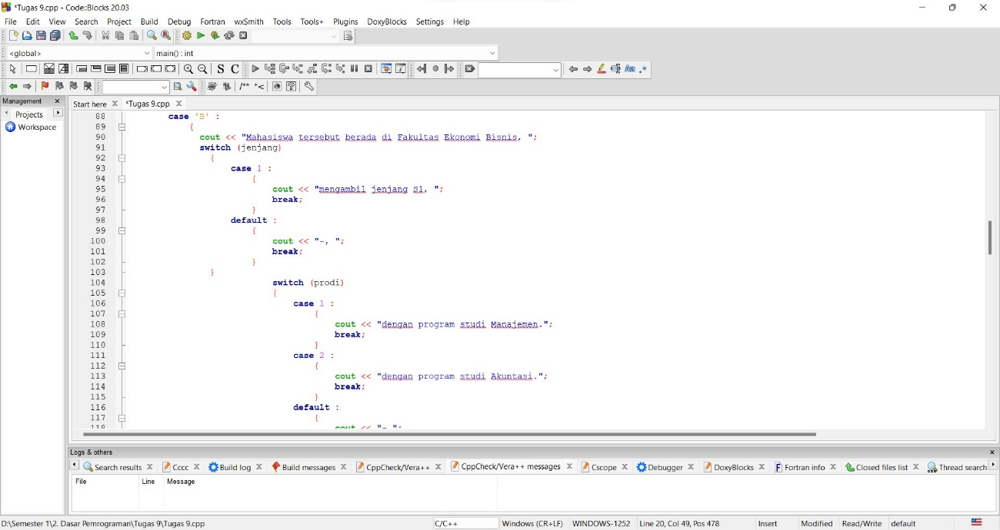 *Tugas 9.cpp - Code::Blocks 20.03
File Edit View Search Project Build Debug Fortran wxSmith Tools Tools+ Plugins DoxyBlocks Settings Help
<global> main() : int
S C
/** *<
Aa .*
Management
Projects
Workspace
Start here *Tugas 9.cpp
88 case 'B' :
89 {
90 cout << "Mahasiswa tersebut berada di Fakultas Ekonomi Bisnis, ";
91 switch (jenjang)
92 {
93 case 1 :
94 {
95 cout << "mengambil jenjang S1, ";
96 break;
97 }
98 default :
99 {
100 cout << "-, ";
101 break;
102 }
103 }
104 switch (prodi)
105 {
106 case 1 :
107 {
108 cout << "dengan program studi Manajemen.";
109 break;
110 }
111 case 2 :
112 {
113 cout << "dengan program studi Akuntasi.";
114 break;
115 }
116 default :
117 {
118 cout << "- ";
Logs & others
Search results Cccc Build log Build messages CppCheck/Vera++ CppCheck/Vera++ messages Cscope Debugger DoxyBlocks Fortran info Closed files list Thread search
File Line Message
D:\Semester 1\2. Dasar Pemrograman\Tugas 9\Tugas 9.cpp C/C++ Windows (CR+LF) WINDOWS-1252 Line 20, Col 49, Pos 478 Insert Modified Read/Write default